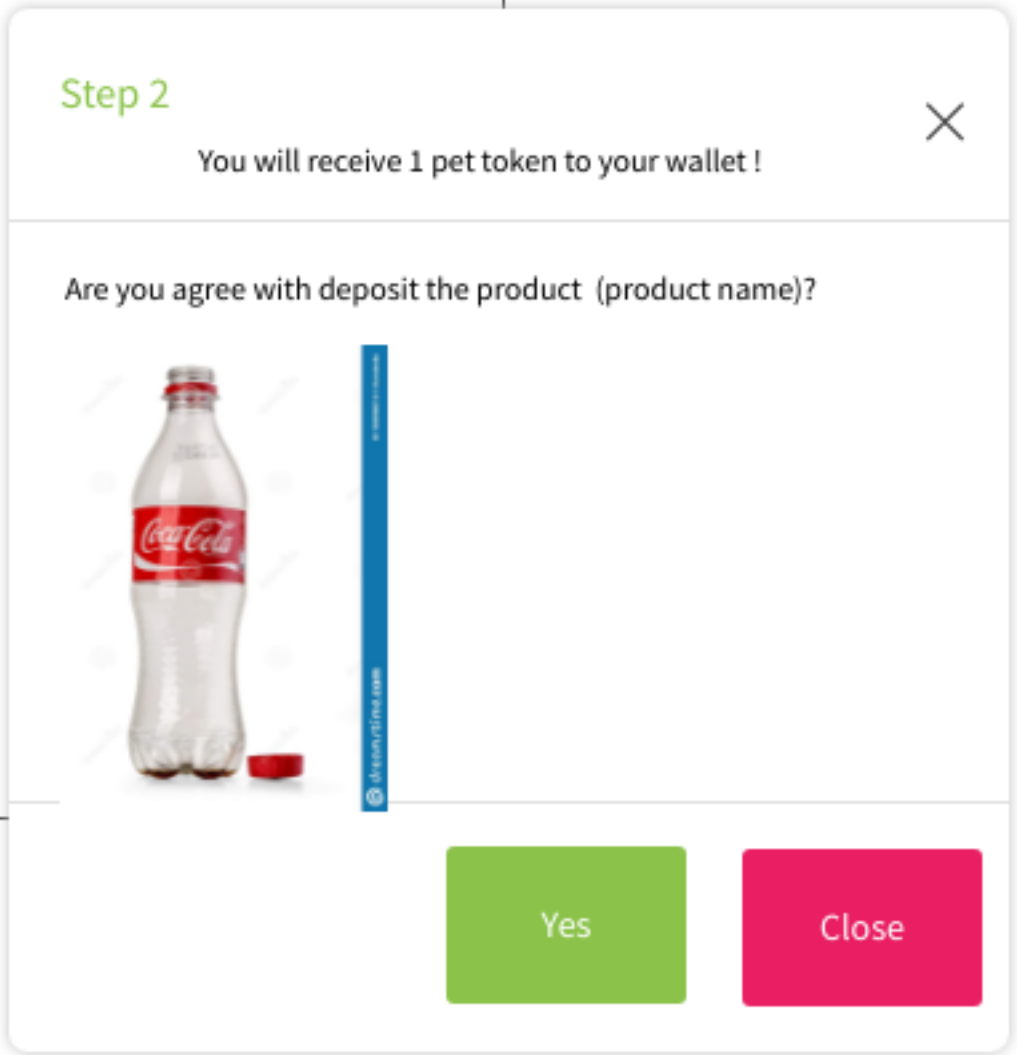 Step 2
You will receive 1 pet token to your wallet !
Are you agree with deposit the product (product name)?
Coca-Cola
dreamstime.com
Yes
Close